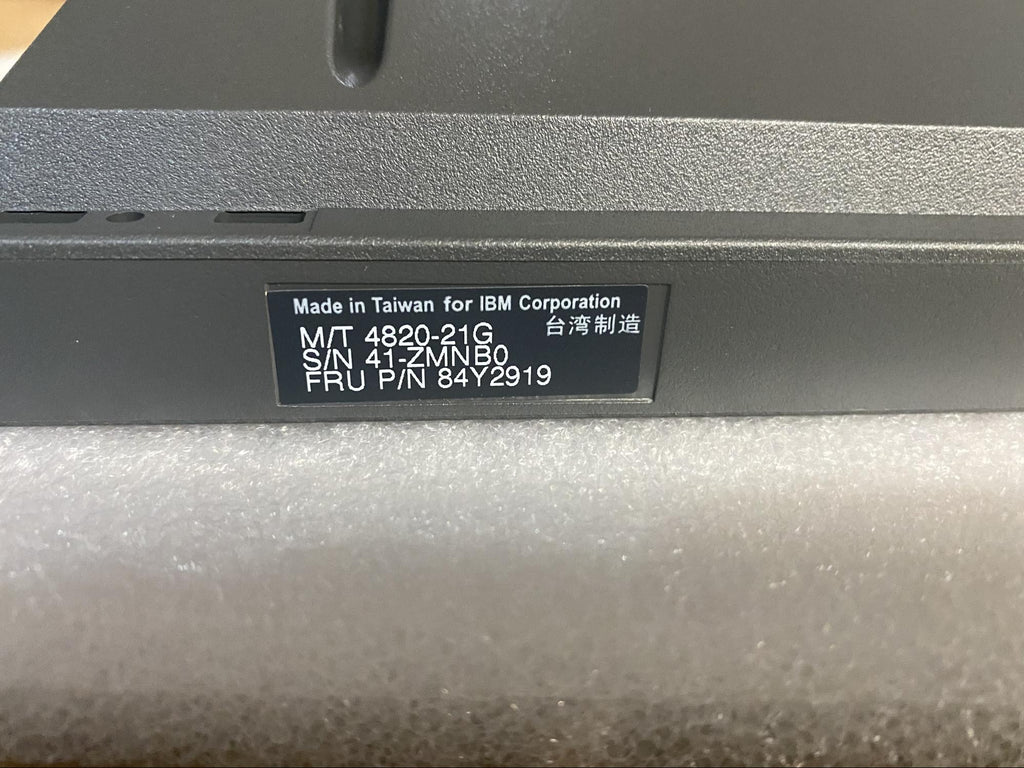 Made in Taiwan for IBM Corporation
台湾制造
M/T 4820-21G
S/N 41-ZMNB0
FRU P/N 84Y2919